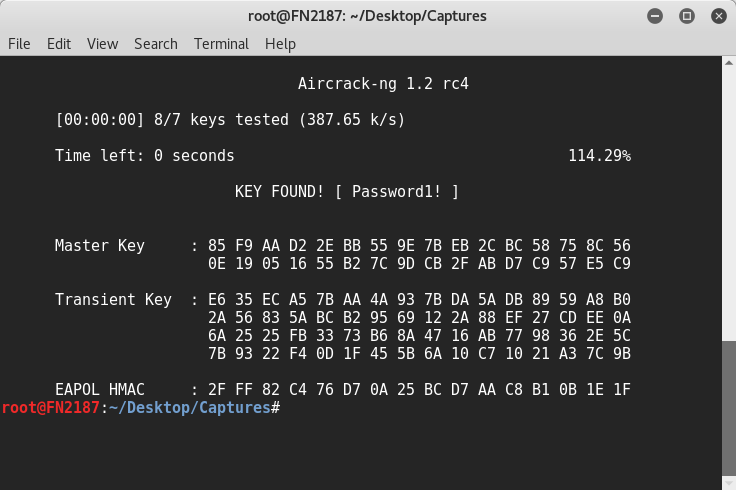 root@FN2187: ~/Desktop/Captures
File Edit View Search Terminal Help
Aircrack-ng 1.2 rc4
[00:00:00] 8/7 keys tested (387.65 k/s)
Time left: 0 seconds 114.29%
KEY FOUND! [ Password1! ]
Master Key : 85 F9 AA D2 2E BB 55 9E 7B EB 2C BC 58 75 8C 56
0E 19 05 16 55 B2 7C 9D CB 2F AB D7 C9 57 E5 C9
Transient Key : E6 35 EC A5 7B AA 4A 93 7B DA 5A DB 89 59 A8 B0
2A 56 83 5A BC B2 95 69 12 2A 88 EF 27 CD EE 0A
6A 25 25 FB 33 73 B6 8A 47 16 AB 77 98 36 2E 5C
7B 93 22 F4 0D 1F 45 5B 6A 10 C7 10 21 A3 7C 9B
EAPOL HMAC : 2F FF 82 C4 76 D7 0A 25 BC D7 AA C8 B1 0B 1E 1F
root@FN2187:~/Desktop/Captures#